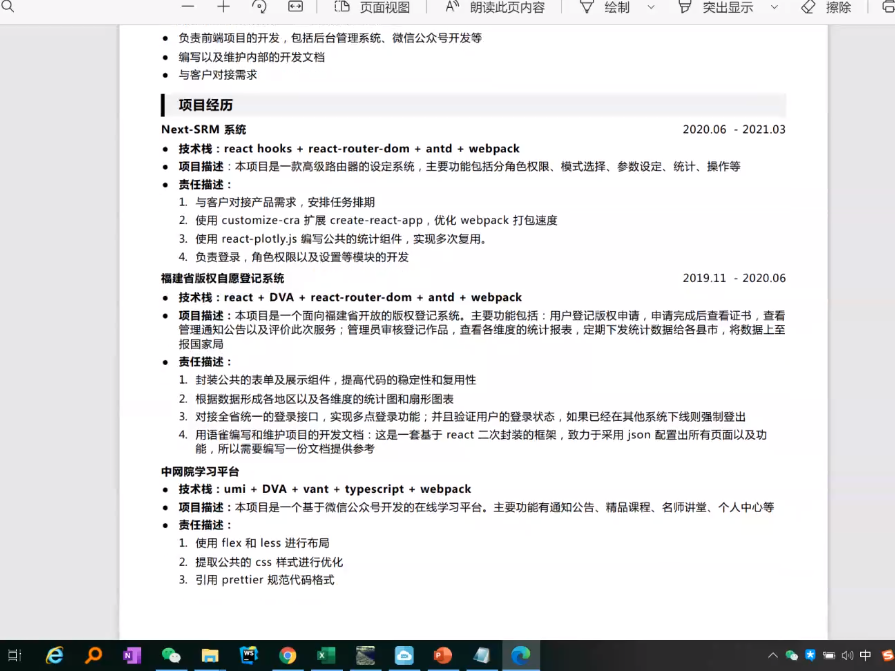 页面视图
朗读此页内容
绘制
突出显示
擦除
负责前端项目的开发，包括后台管理系统、微信公众号开发等
编写以及维护内部的开发文档
与客户对接需求
项目经历
Next-SRM 系统 2020.06 - 2021.03
技术栈：react hooks + react-router-dom + antd + webpack
项目描述：本项目是一款高级路由器的设定系统，主要功能包括分角色权限、模式选择、参数设定、统计、操作等
责任描述：
1. 与客户对接产品需求，安排任务排期
2. 使用 customize-cra 扩展 create-react-app，优化 webpack 打包速度
3. 使用 react-plotly.js 编写公共的统计组件，实现多次复用。
4. 负责登录，角色权限以及设置等模块的开发
福建省版权自愿登记系统 2019.11 - 2020.06
技术栈：react + DVA + react-router-dom + antd + webpack
项目描述：本项目是一个面向福建省开放的版权登记系统。主要功能包括：用户登记版权申请，申请完成后查看证书，查看
管理通知公告以及评价此次服务；管理员审核登记作品，查看各维度的统计报表，定期下发统计数据给各县市，将数据上至
报国家局
责任描述：
1. 封装公共的表单及展示组件，提高代码的稳定性和复用性
2. 根据数据形成各地区以及各维度的统计图和扇形图表
3. 对接全省统一的登录接口，实现多点登录功能；并且验证用户的登录状态，如果已经在其他系统下线则强制登出
4. 用语雀编写和维护项目的开发文档：这是一套基于 react 二次封装的框架，致力于采用 json 配置出所有页面以及功
能，所以需要编写一份文档提供参考
中网院学习平台
技术栈：umi + DVA + vant + typescript + webpack
项目描述：本项目是一个基于微信公众号开发的在线学习平台。主要功能有通知公告、精品课程、名师讲堂、个人中心等
责任描述：
1. 使用 flex 和 less 进行布局
2. 提取公共的 css 样式进行优化
3. 引用 prettier 规范代码格式
中